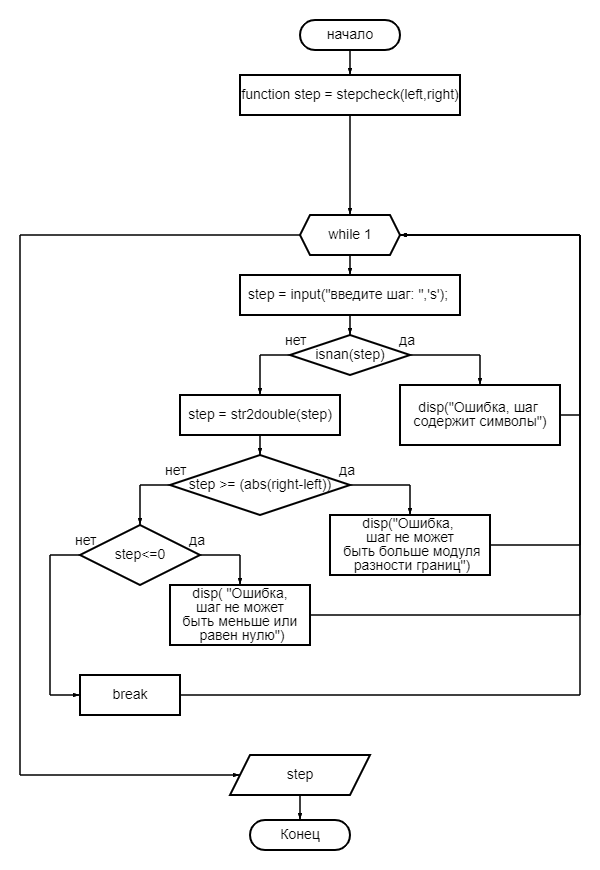 начало
function step = stepcheck(left,right)
while 1
step = input("введите шаг: ",'s');
нет
да
isnan(step)
step = str2double(step)
disp("Ошибка, шаг
содержит символы")
нет
да
step >= (abs(right-left))
disp("Ошибка,
шаг не может
быть больше модуля
разности границ")
нет
да
step<=0
disp( "Ошибка,
шаг не может
быть меньше или
равен нулю")
break
step
Конец